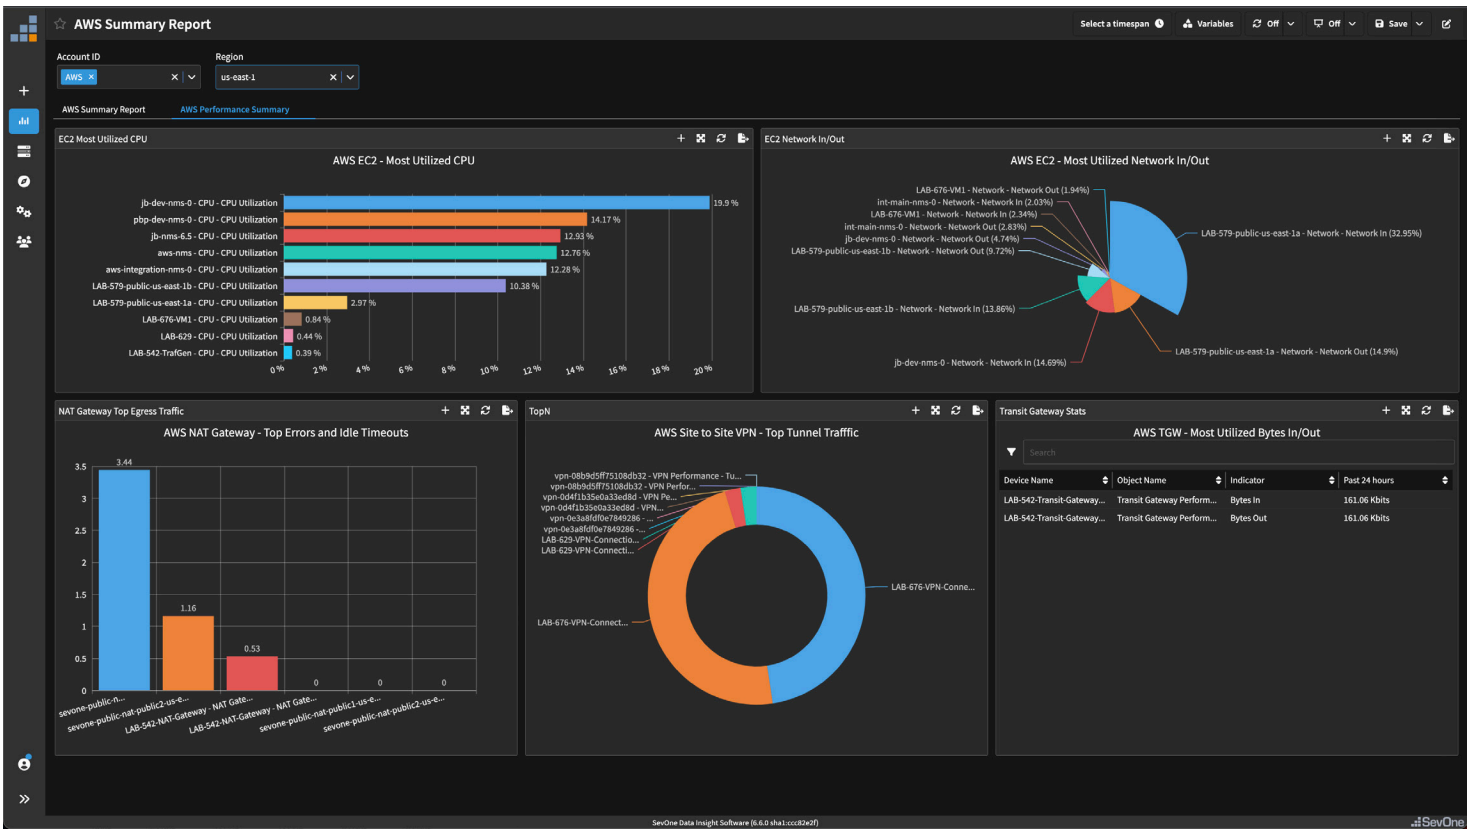 AWS Summary Report
Select a timespan
Variables
Off
Off
Save
Account ID
Region
AWS ×
us-east-1
AWS Summary Report
AWS Performance Summary
EC2 Most Utilized CPU
AWS EC2 - Most Utilized CPU
jb-dev-nms-0 - CPU - CPU Utilization
19.9 %
pbp-dev-nms-0 - CPU - CPU Utilization
14.17 %
jb-nms-6.5 - CPU - CPU Utilization
12.93 %
aws-nms - CPU - CPU Utilization
12.76 %
aws-integration-nms-0 - CPU - CPU Utilization
12.28 %
LAB-579-public-us-east-1b - CPU - CPU Utilization
10.38 %
LAB-579-public-us-east-1a - CPU - CPU Utilization
2.97 %
LAB-676-VM1 - CPU - CPU Utilization
0.84 %
LAB-629 - CPU - CPU Utilization
0.44 %
LAB-542-TrafGen - CPU - CPU Utilization
0.39 %
0 %
2 %
4 %
6 %
8 %
10 %
12 %
14 %
16 %
18 %
20 %
EC2 Network In/Out
AWS EC2 - Most Utilized Network In/Out
LAB-676-VM1 - Network - Network Out (1.94%)
int-main-nms-0 - Network - Network In (2.03%)
LAB-676-VM1 - Network - Network In (2.34%)
int-main-nms-0 - Network - Network Out (2.83%)
jb-dev-nms-0 - Network - Network Out (4.74%)
LAB-579-public-us-east-1b - Network - Network Out (9.72%)
LAB-579-public-us-east-1a - Network - Network In (32.95%)
LAB-579-public-us-east-1b - Network - Network In (13.86%)
LAB-579-public-us-east-1a - Network - Network Out (14.9%)
jb-dev-nms-0 - Network - Network In (14.69%)
NAT Gateway Top Egress Traffic
AWS NAT Gateway - Top Errors and Idle Timeouts
3.5
3
2.5
2
1.5
1
0.5
0
3.44
1.16
0.53
0
0
0
sevone-public-n...
sevone-public-nat-public2-us-e...
LAB-542-NAT-Gateway - NAT Gate...
LAB-542-NAT-Gateway - NAT Gate...
sevone-public-nat-public1-us-e...
sevone-public-nat-public2-us-e...
TopN
AWS Site to Site VPN - Top Tunnel Trafffic
vpn-08b9d5ff75108db32 - VPN Performance - Tu...
vpn-08b9d5ff75108db32 - VPN Perfor...
vpn-0d4f1b35e0a33ed8d - VPN Pe...
vpn-0d4f1b35e0a33ed8d - VPN...
vpn-0e3a8fdf0e7849286 - ...
vpn-0e3a8fdf0e7849286 -...
LAB-629-VPN-Connectio...
LAB-629-VPN-Connecti...
LAB-676-VPN-Conne...
LAB-676-VPN-Connect...
Transit Gateway Stats
AWS TGW - Most Utilized Bytes In/Out
Search
Device Name
Object Name
Indicator
Past 24 hours
LAB-542-Transit-Gateway...
Transit Gateway Perform...
Bytes In
161.06 Kbits
LAB-542-Transit-Gateway...
Transit Gateway Perform...
Bytes Out
161.06 Kbits
SevOne Data Insight Software (6.6.0 sha1:ccc82e2f)
SevOne